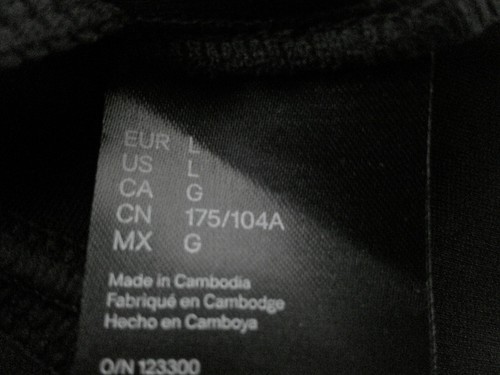 EUR L
US L
CA G
CN 175/104A
MX G
Made in Cambodia
Fabriqué en Cambodge
Hecho en Camboya
O/N 123300